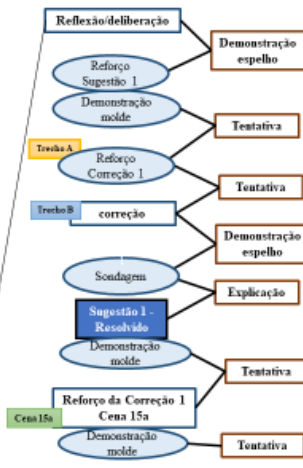 Reflexão/deliberação
Demonstração
espelho
Reforço
Sugestão 1
Demonstração
molde
Tentativa
Trecho A
Reforço
Correção 1
Tentativa
Trecho B
correção
Demonstração
espelho
Sondagem
Explicação
Sugestão 1 -
Resolvido
Demonstração
molde
Tentativa
Reforço da Correção 1
Cena 15a
Cena 15a
Demonstração
molde
Tentativa